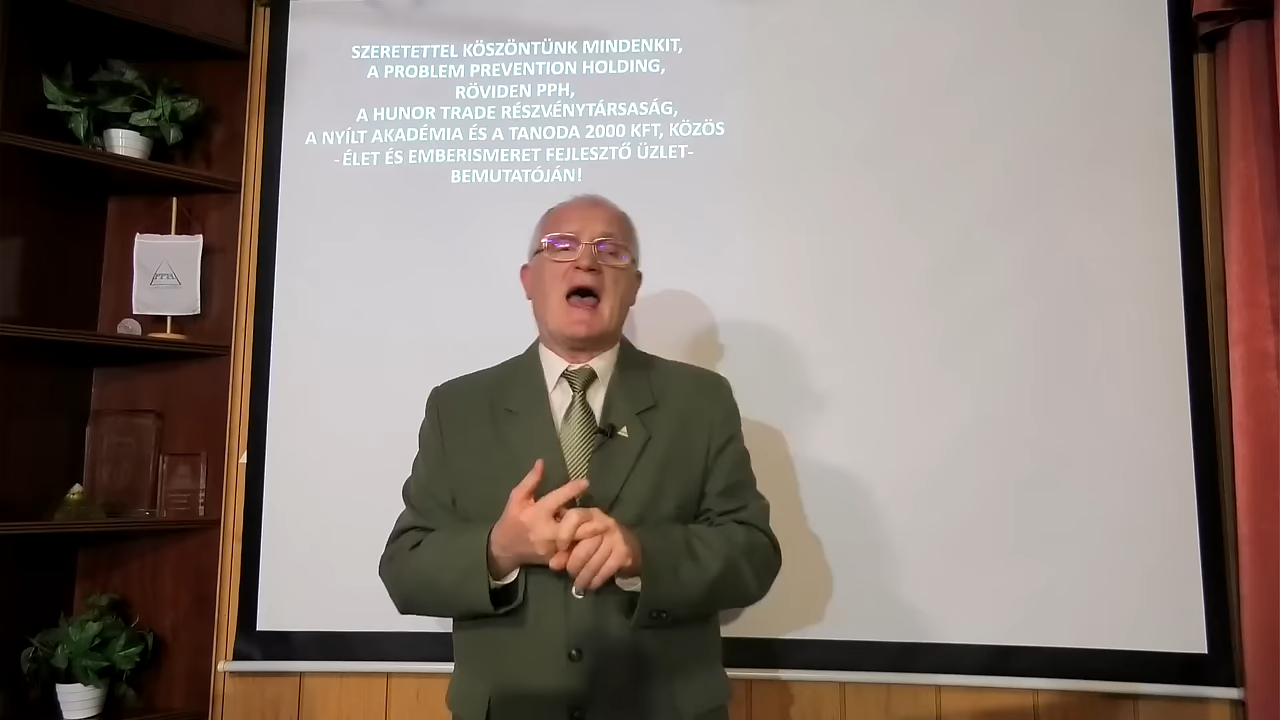 SZERETETTEL KÖSZÖNTÜNK MINDENKIT,
A PROBLEM PREVENTION HOLDING,
RÖVIDEN PPH,
A HUNOR TRADE RÉSZVÉNYTÁRSASÁG,
A NYÍLT AKADÉMIA ÉS A TANODA 2000 KFT, KÖZÖS
-ÉLET ÉS EMBERISMERET FEJLESZTŐ ÜZLET-
BEMUTATÓJÁN!